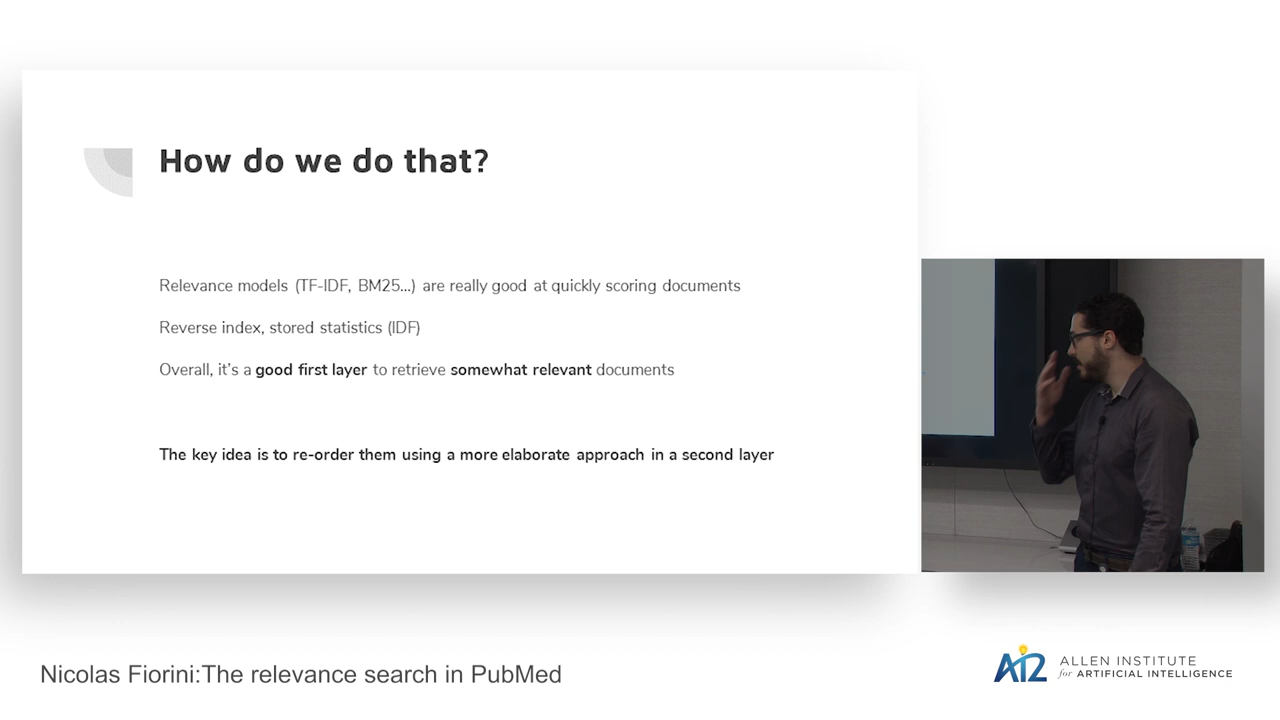 How do we do that?
Relevance models (TF-IDF, BM25...) are really good at quickly scoring documents
Reverse index, stored statistics (IDF)
Overall, it's a good first layer to retrieve somewhat relevant documents
The key idea is to re-order them using a more elaborate approach in a second layer
Nicolas Fiorini:The relevance search in PubMed
AI2 ALLEN INSTITUTE
for ARTIFICIAL INTELLIGENCE